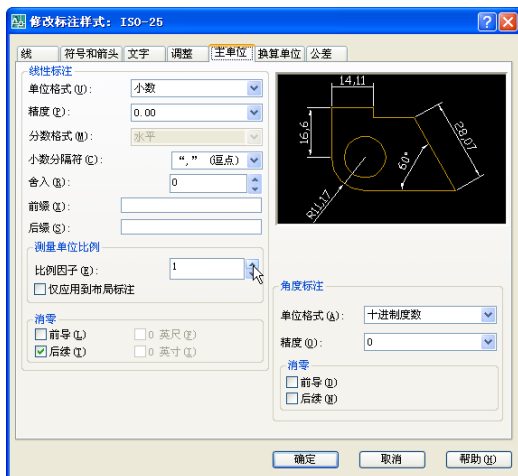 修改标注样式: ISO-25
线 符号和箭头 文字 调整 主单位 换算单位 公差
线性标注
单位格式(U): 小数
精度(P): 0.00
分数格式(M): 水平
小数分隔符(C): “,” (逗点)
舍入(R): 0
前缀(X):
后缀(S):
测量单位比例
比例因子(E): 1
仅应用到布局标注
消零
前导(L) 0 英尺(F)
后续(T) 0 英寸(I)
14,11
16,6
28,07
60°
R11,17
角度标注
单位格式(A): 十进制度数
精度(O): 0
消零
前导(D)
后续(N)
确定 取消 帮助(H)